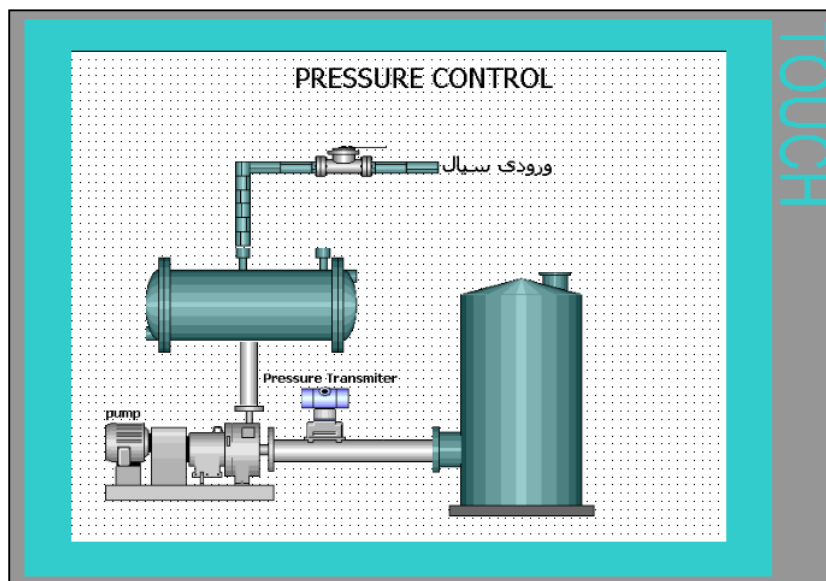 PRESSURE CONTROL
ورودی سیال
Pressure Transmiter
pump
TOUCH